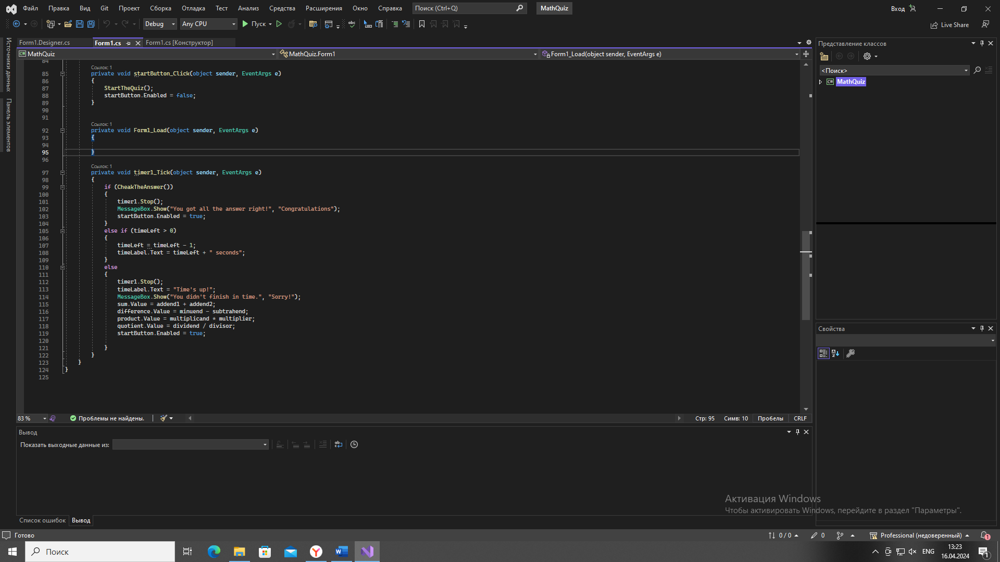 Файл Правка Вид Git Проект Сборка Отладка Тест Анализ Средства Расширения Окно Справка Поиск (Ctrl+Q) MathQuiz Вход
Debug Any CPU Пуск Live Share
Источники данных
Панель элементов
Form1.Designer.cs Form1.cs Form1.cs [Конструктор]
MathQuiz MathQuiz.Form1 Form1_Load(object sender, EventArgs e)
84
Ссылок: 1
85 private void startButton_Click(object sender, EventArgs e)
86 {
87 StartTheQuiz();
88 startButton.Enabled = false;
89 }
90
91
Ссылок: 1
92 private void Form1_Load(object sender, EventArgs e)
93 {
94
95 }
96
Ссылок: 1
97 private void timer1_Tick(object sender, EventArgs e)
98 {
99 if (CheakTheAnswer())
100 {
101 timer1.Stop();
102 MessageBox.Show("You got all the answer right!", "Congratulations");
103 startButton.Enabled = true;
104 }
105 else if (timeLeft > 0)
106 {
107 timeLeft = timeLeft - 1;
108 timeLabel.Text = timeLeft + " seconds";
109 }
110 else
111 {
112 timer1.Stop();
113 timeLabel.Text = "Time's up!";
114 MessageBox.Show("You didn't finish in time.", "Sorry!");
115 sum.Value = addend1 + addend2;
116 difference.Value = minuend - subtrahend;
117 product.Value = multiplicand * multiplier;
118 quotient.Value = dividend / divisor;
119 startButton.Enabled = true;
120
121 }
122 }
123 }
124 }
125
83 % Проблемы не найдены. Стр: 95 Симв: 10 Пробелы CRLF
Вывод
Показать выходные данные из:
Список ошибок Вывод
Представление классов
<Поиск>
C# MathQuiz
Свойства
Активация Windows
Чтобы активировать Windows, перейдите в раздел "Параметры".
Готово 0 / 0 0 Professional (недоверенный) 1
Поиск ENG 13:23
16.04.2024 1